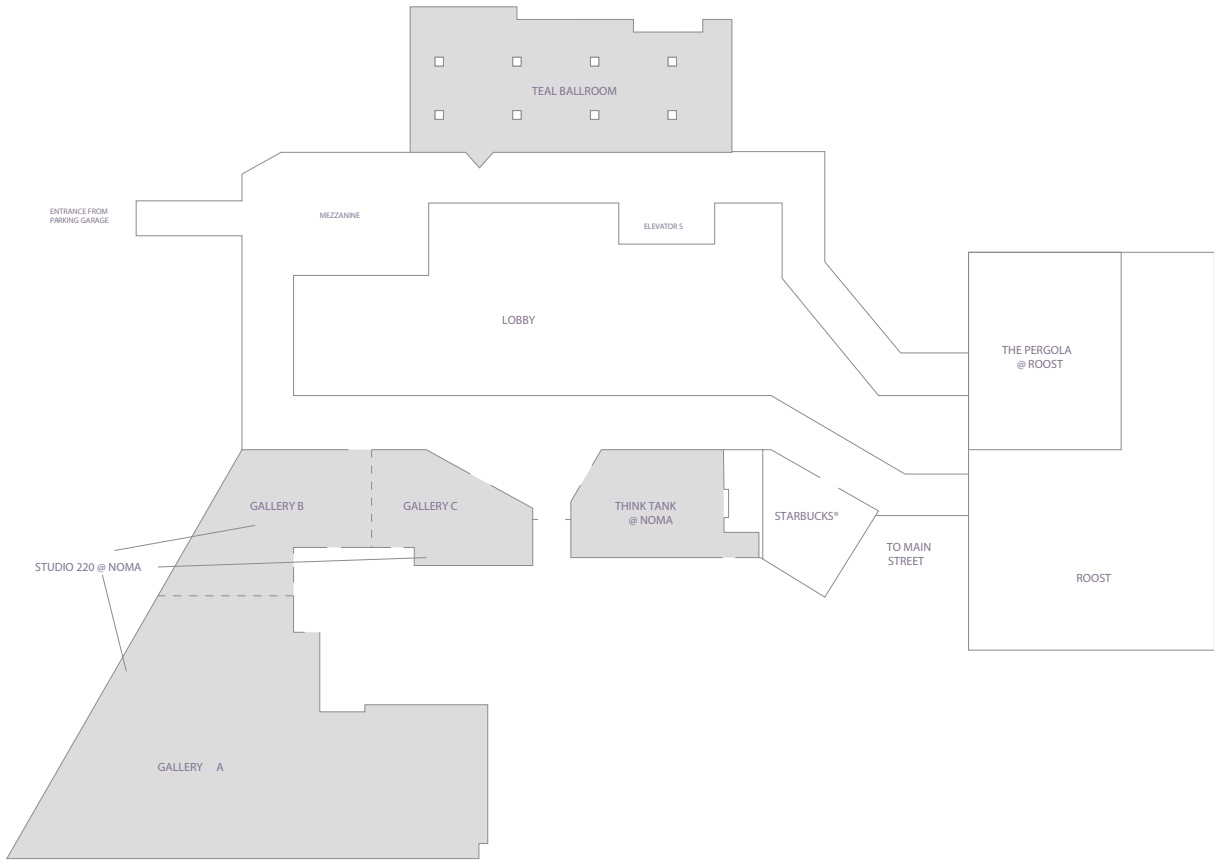 TEAL BALLROOM
ENTRANCE FROM
PARKING GARAGE
MEZZANINE
ELEVATOR S
LOBBY
THE PERGOLA
@ ROOST
GALLERY B
GALLERY C
THINK TANK
@ NOMA
STARBUCKS®
TO MAIN
STREET
STUDIO 220 @ NOMA
ROOST
GALLERY A